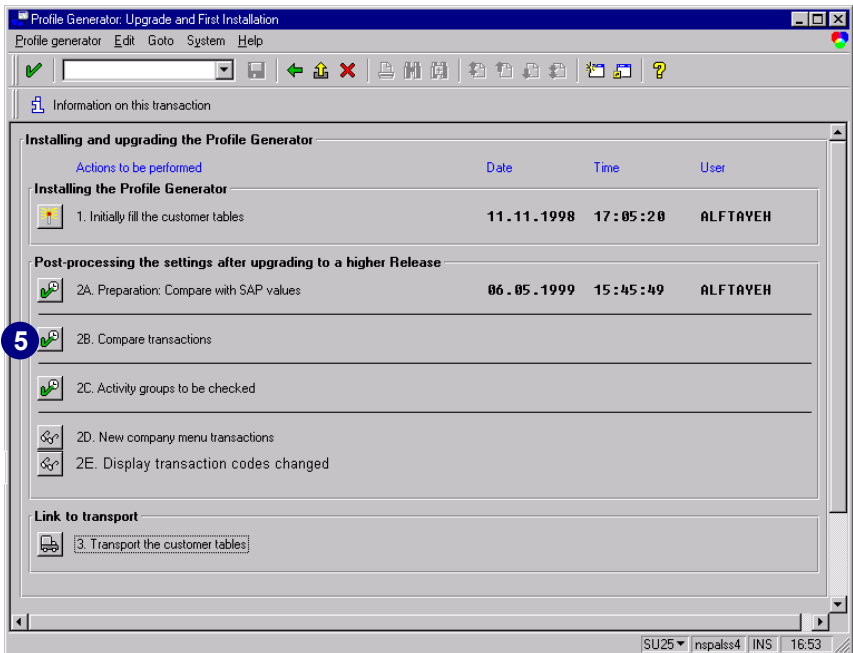 Profile Generator: Upgrade and First Installation
Profile generator Edit Goto System Help
Information on this transaction
Installing and upgrading the Profile Generator
Actions to be performed Date Time User
Installing the Profile Generator
1. Initially fill the customer tables 11.11.1998 17:05:20 ALFTAYEH
Post-processing the settings after upgrading to a higher Release
2A. Preparation: Compare with SAP values 06.05.1999 15:45:49 ALFTAYEH
5 2B. Compare transactions
2C. Activity groups to be checked
2D. New company menu transactions
2E. Display transaction codes changed
Link to transport
3. Transport the customer tables
SU25 nspalss4 INS 16:53